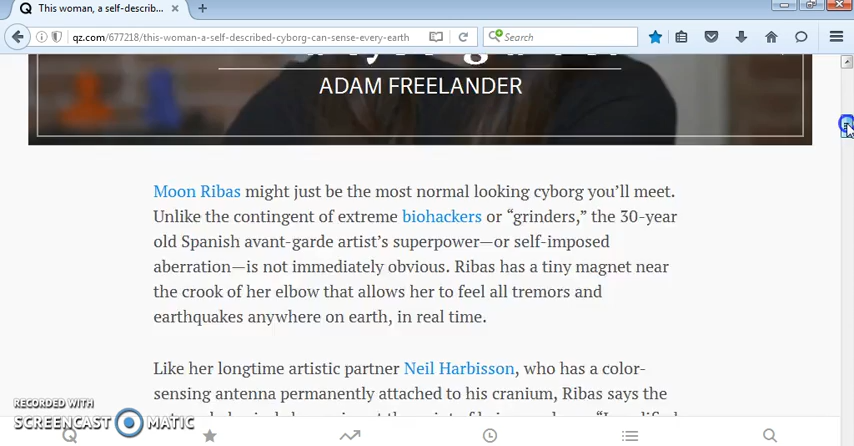 This woman, a self-describ...
qz.com/677218/this-woman-a-self-described-cyborg-can-sense-every-earth
Search
ADAM FREELANDER
Moon Ribas might just be the most normal looking cyborg you’ll meet.
Unlike the contingent of extreme biohackers or “grinders,” the 30-year
old Spanish avant-garde artist’s superpower—or self-imposed
aberration—is not immediately obvious. Ribas has a tiny magnet near
the crook of her elbow that allows her to feel all tremors and
earthquakes anywhere on earth, in real time.
Like her longtime artistic partner Neil Harbisson, who has a color-
sensing antenna permanently attached to his cranium, Ribas says the
RECORDED WITH
SCREENCAST MATIC